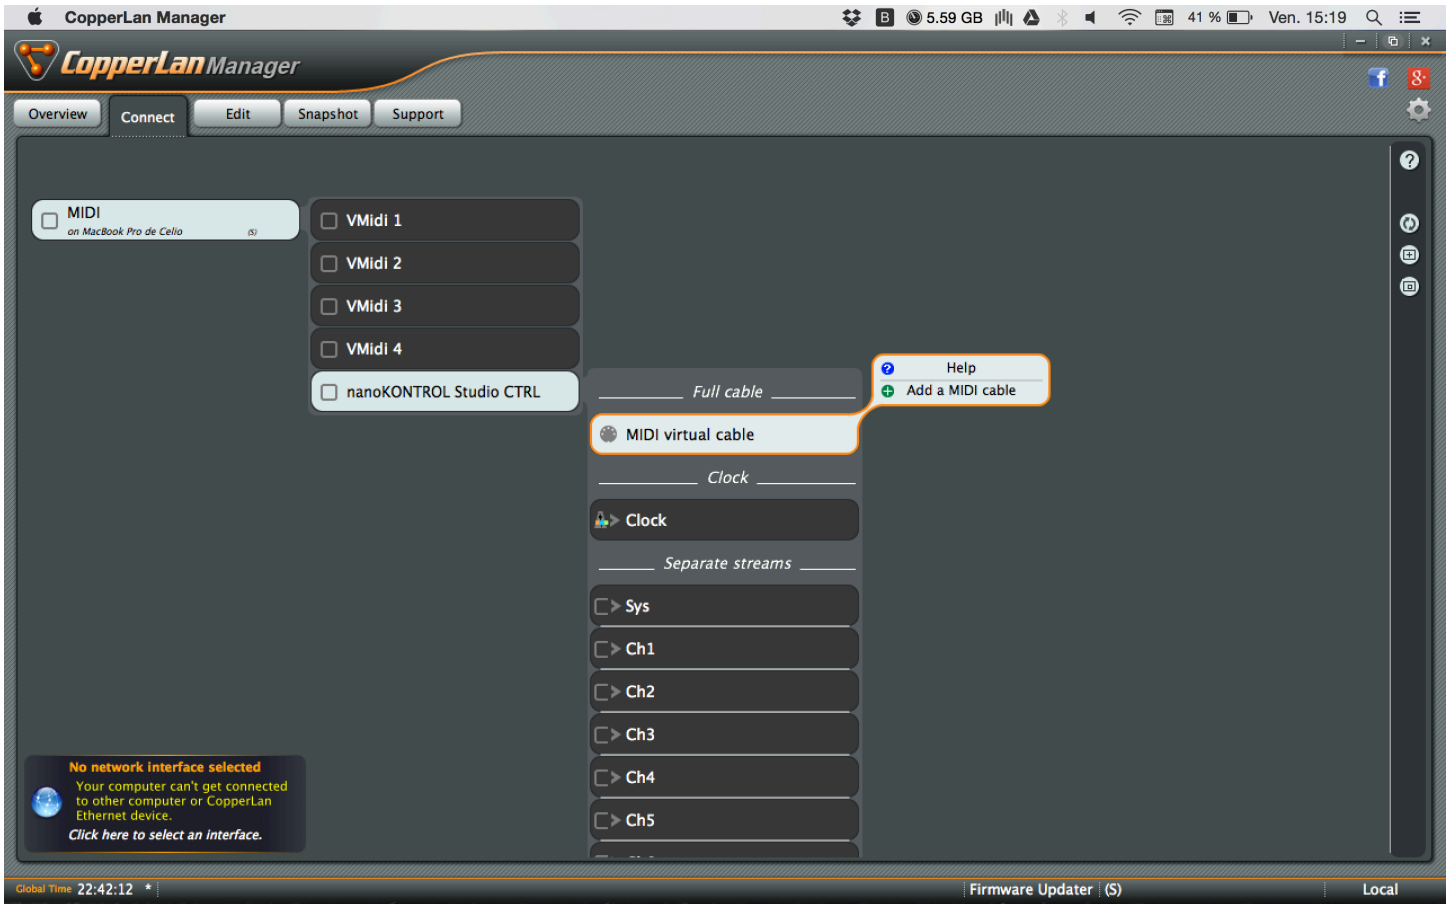 CopperLan Manager
B
5.59 GB
41 %
Ven. 15:19
CopperLan Manager
Overview
Connect
Edit
Snapshot
Support
MIDI
on MacBook Pro de Celio (S)
VMidi 1
VMidi 2
VMidi 3
VMidi 4
nanoKONTROL Studio CTRL
Full cable
MIDI virtual cable
Help
Add a MIDI cable
Clock
Clock
Separate streams
Sys
Ch1
Ch2
Ch3
Ch4
Ch5
No network interface selected
Your computer can't get connected
to other computer or CopperLan
Ethernet device.
Click here to select an interface.
Global Time 22:42:12 *
Firmware Updater (S)
Local